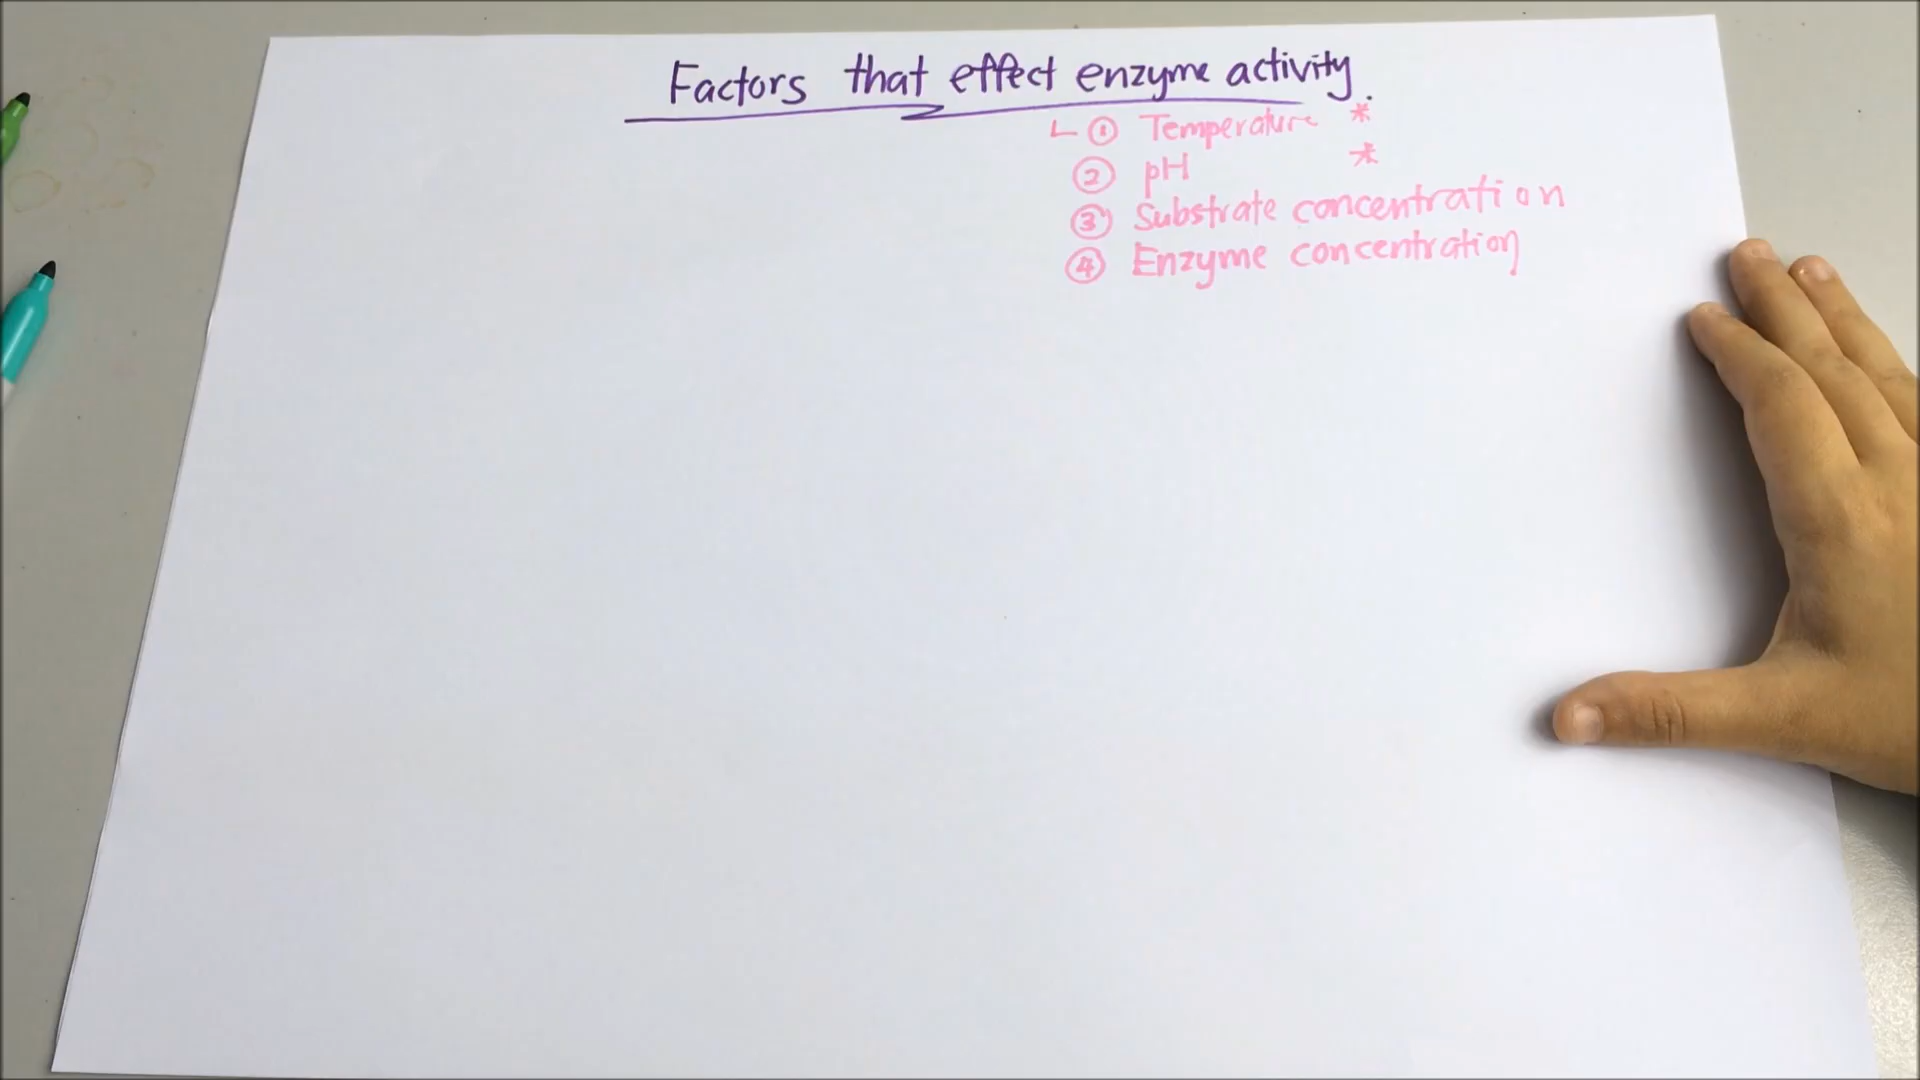 Factors that effect enzyme activity.
① Temperature *
② pH *
③ Substrate concentration
④ Enzyme concentration